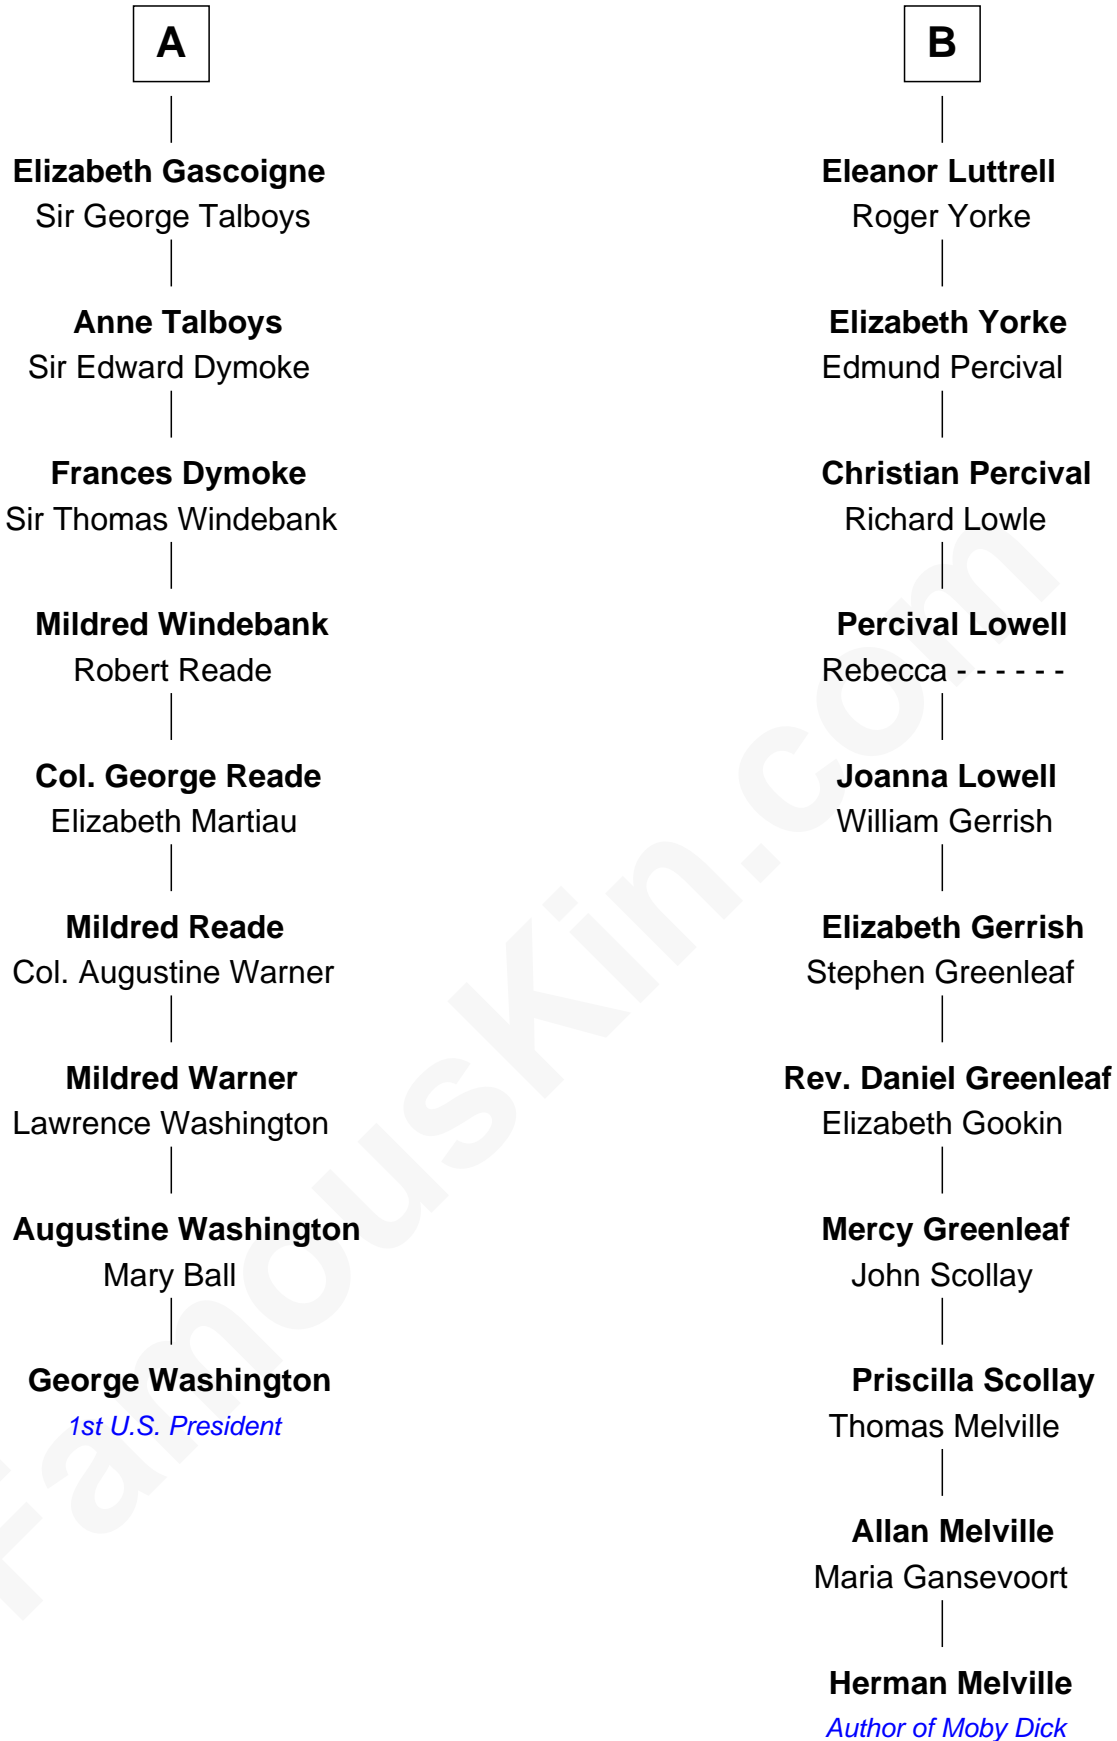 A
Elizabeth Gascoigne
Sir George Talboys
Anne Talboys
Sir Edward Dymoke
Frances Dymoke
Sir Thomas Windebank
Mildred Windebank
Robert Reade
Col. George Reade
Elizabeth Martiau
Mildred Reade
Col. Augustine Warner
Mildred Warner
Lawrence Washington
Augustine Washington
Mary Ball
George Washington
1st U.S. President
B
Eleanor Luttrell
Roger Yorke
Elizabeth Yorke
Edmund Percival
Christian Percival
Richard Lowle
Percival Lowell
Rebecca - - - - - -
Joanna Lowell
William Gerrish
Elizabeth Gerrish
Stephen Greenleaf
Rev. Daniel Greenleaf
Elizabeth Gookin
Mercy Greenleaf
John Scollay
Priscilla Scollay
Thomas Melville
Allan Melville
Maria Gansevoort
Herman Melville
Author of Moby Dick
FamousKin.com